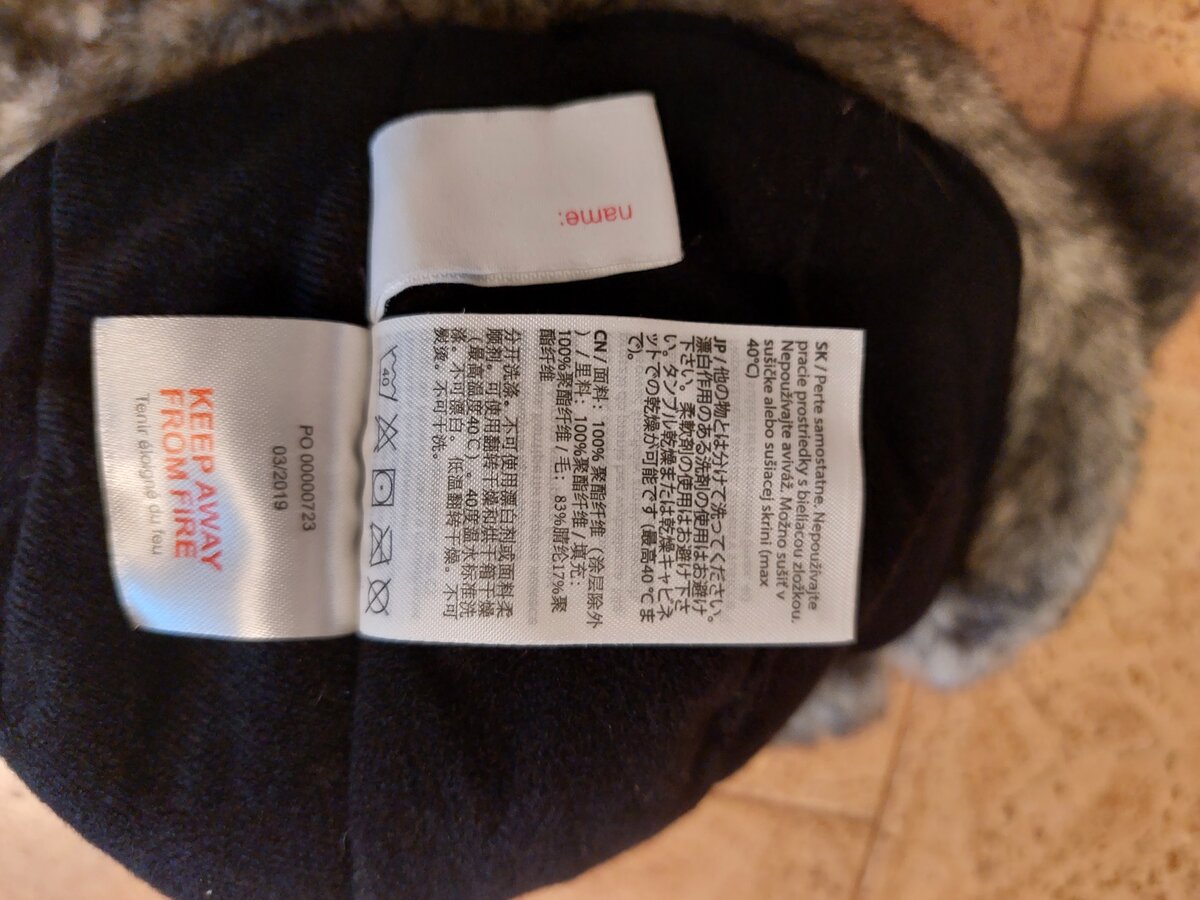 name:
SK / Perte samostatne. Nepoužívajte
pracie prostriedky s bieliacou zložkou.
Nepoužívajte aviváž. Možno sušiť v
sušičke alebo sušiacej skrini (max
40°C)
JP / 他の物とは分けて洗ってください。
漂白作用のある洗剤の使用はお避け
下さい。柔軟剤の使用はお避け下さ
い。タンブル乾燥または乾燥キャビネ
ットでの乾燥が可能です (最高40 °Cま
で)。
CN / 面料：100% 聚酯纤维（涂层除外
）/ 里料：100%聚酯纤维 / 填充：
100%聚酯纤维 / 毛：83%腈纶17%聚
酯纤维
分开洗涤。不可使用漂白剂或面料柔
顺剂。可使用翻转干燥和烘干箱干燥
（最高温度40℃）。40度温水标准洗
涤。不可漂白。低温翻转干燥。不可
熨烫。不可干洗。
40
PO 00000723
03/2019
KEEP AWAY
FROM FIRE
Tenir éloigné du feu